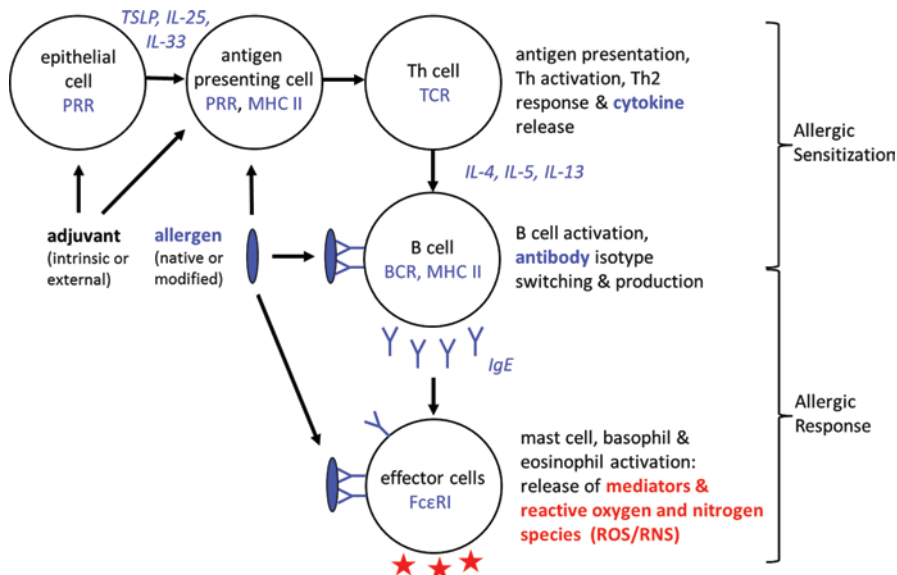 TSLP, IL-25,
IL-33
epithelial
cell
PRR
antigen
presenting cell
PRR, MHC II
Th cell
TCR
antigen presentation,
Th activation, Th2
response & cytokine
release
Allergic
Sensitization
IL-4, IL-5, IL-13
adjuvant
(intrinsic or
external)
allergen
(native or
modified)
B cell
BCR, MHC II
B cell activation,
antibody isotype
switching & production
IgE
Allergic
Response
effector cells
FcεRI
mast cell, basophil &
eosinophil activation:
release of mediators &
reactive oxygen and nitrogen
species (ROS/RNS)